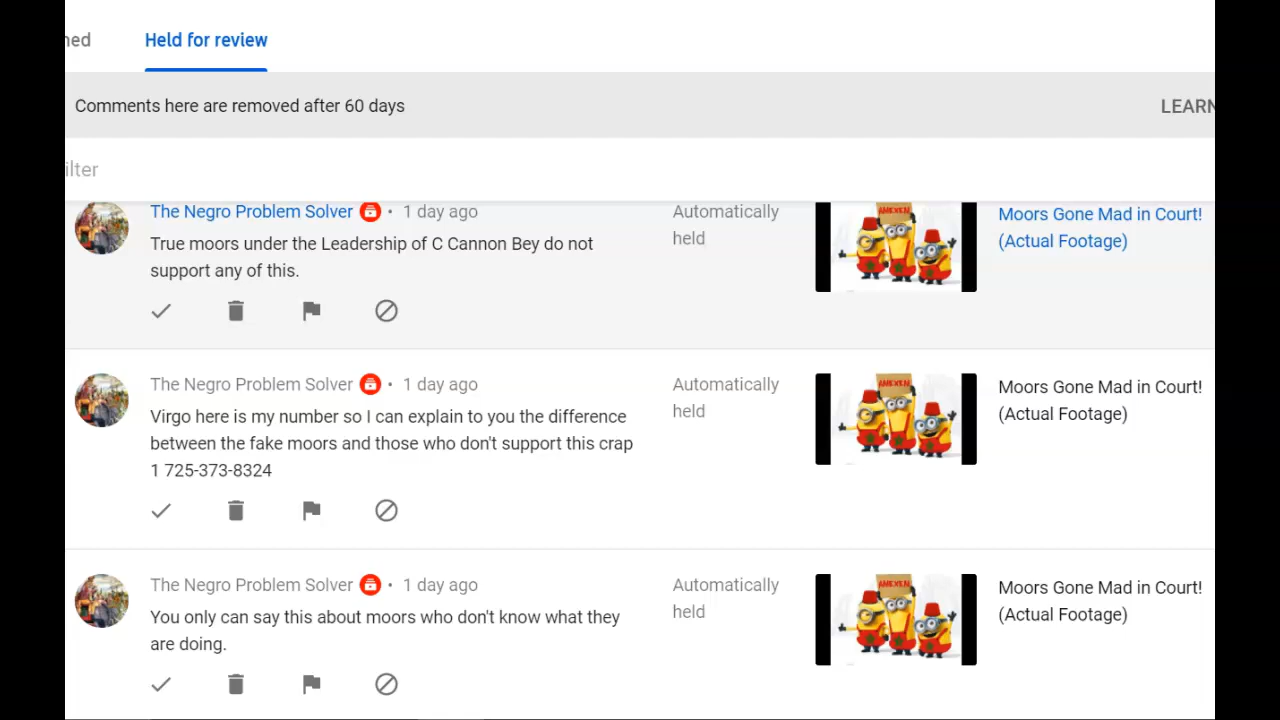 ned
Held for review
Comments here are removed after 60 days
LEARN
ilter
The Negro Problem Solver • 1 day ago
True moors under the Leadership of C Cannon Bey do not
support any of this.
Automatically
held
AMEXEM
Moors Gone Mad in Court!
(Actual Footage)
The Negro Problem Solver • 1 day ago
Virgo here is my number so I can explain to you the difference
between the fake moors and those who don't support this crap
1 725-373-8324
Automatically
held
AMEXEM
Moors Gone Mad in Court!
(Actual Footage)
The Negro Problem Solver • 1 day ago
You only can say this about moors who don't know what they
are doing.
Automatically
held
AMEXEM
Moors Gone Mad in Court!
(Actual Footage)